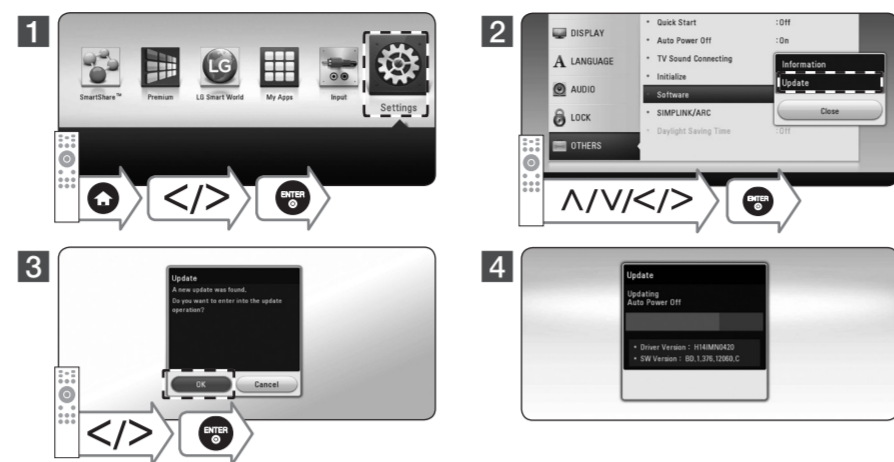 1
LG
SmartShare™
Premium
LG Smart World
My Apps
Input
Settings
</>
ENTER
2
DISPLAY
LANGUAGE
AUDIO
LOCK
OTHERS
• Quick Start :Off
• Auto Power Off :On
• TV Sound Connecting
• Initialize
• Software
• SIMPLINK/ARC
• Daylight Saving Time :Off
Information
Update
Close
Λ/V/</>
ENTER
3
Update
A new update was found.
Do you want to enter into the update
operation?
OK
Cancel
</>
ENTER
4
Update
Updating
Auto Power Off
• Driver Version : H14IMN0420
• SW Version : BD.1.376.12060.C